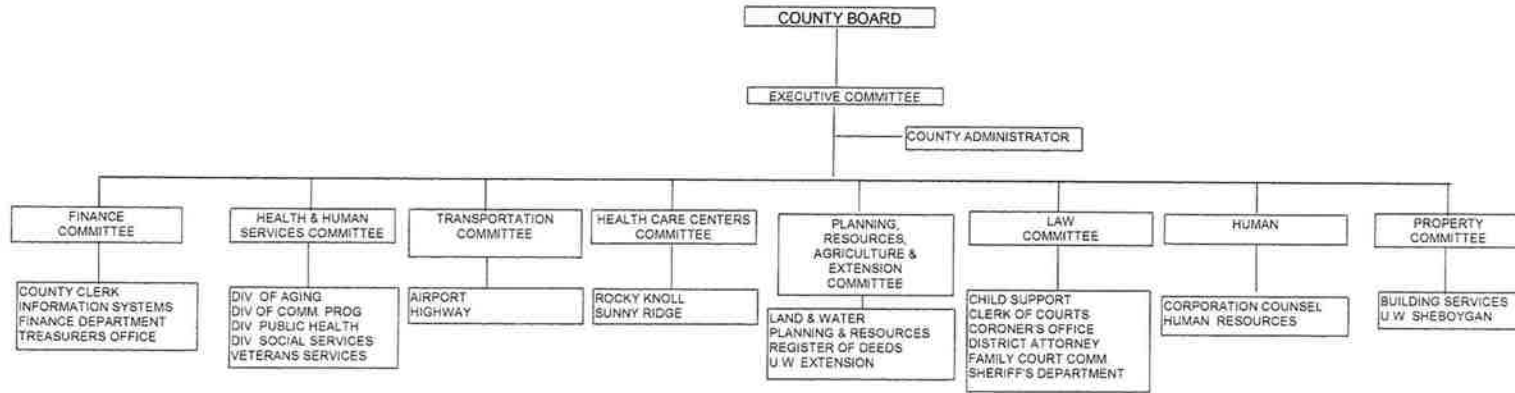 COUNTY BOARD
EXECUTIVE COMMITTEE
COUNTY ADMINISTRATOR
FINANCE
COMMITTEE
COUNTY CLERK
INFORMATION SYSTEMS
FINANCE DEPARTMENT
TREASURERS OFFICE
HEALTH & HUMAN
SERVICES COMMITTEE
DIV OF AGING
DIV OF COMM. PROG
DIV PUBLIC HEALTH
DIV SOCIAL SERVICES
VETERANS SERVICES
TRANSPORTATION
COMMITTEE
AIRPORT
HIGHWAY
HEALTH CARE CENTERS
COMMITTEE
ROCKY KNOLL
SUNNY RIDGE
PLANNING,
RESOURCES,
AGRICULTURE &
EXTENSION
COMMITTEE
LAND & WATER
PLANNING & RESOURCES
REGISTER OF DEEDS
U.W EXTENSION
LAW
COMMITTEE
CHILD SUPPORT
CLERK OF COURTS
CORONER'S OFFICE
DISTRICT ATTORNEY
FAMILY COURT COMM
SHERIFF'S DEPARTMENT
HUMAN
CORPORATION COUNSEL
HUMAN RESOURCES
PROPERTY
COMMITTEE
BUILDING SERVICES
U.W SHEBOYGAN